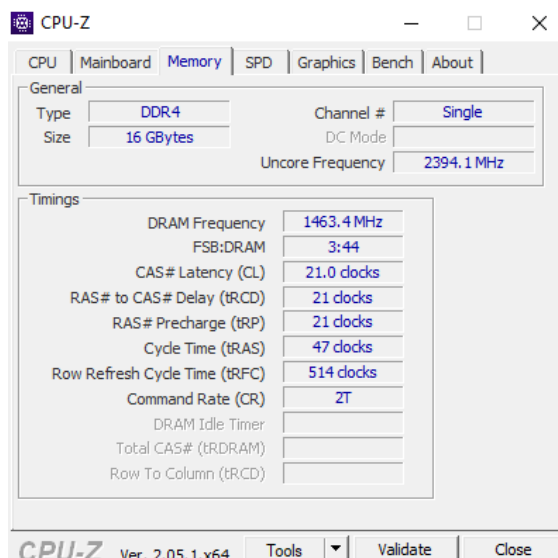 CPU-Z
CPU Mainboard Memory SPD Graphics Bench About
General
Type DDR4 Channel # Single
Size 16 GBytes DC Mode
Uncore Frequency 2394.1 MHz
Timings
DRAM Frequency 1463.4 MHz
FSB:DRAM 3:44
CAS# Latency (CL) 21.0 clocks
RAS# to CAS# Delay (tRCD) 21 clocks
RAS# Precharge (tRP) 21 clocks
Cycle Time (tRAS) 47 clocks
Row Refresh Cycle Time (tRFC) 514 clocks
Command Rate (CR) 2T
DRAM Idle Timer
Total CAS# (tRDRAM)
Row To Column (tRCD)
CPU-Z Ver. 2.05.1.x64 Tools Validate Close